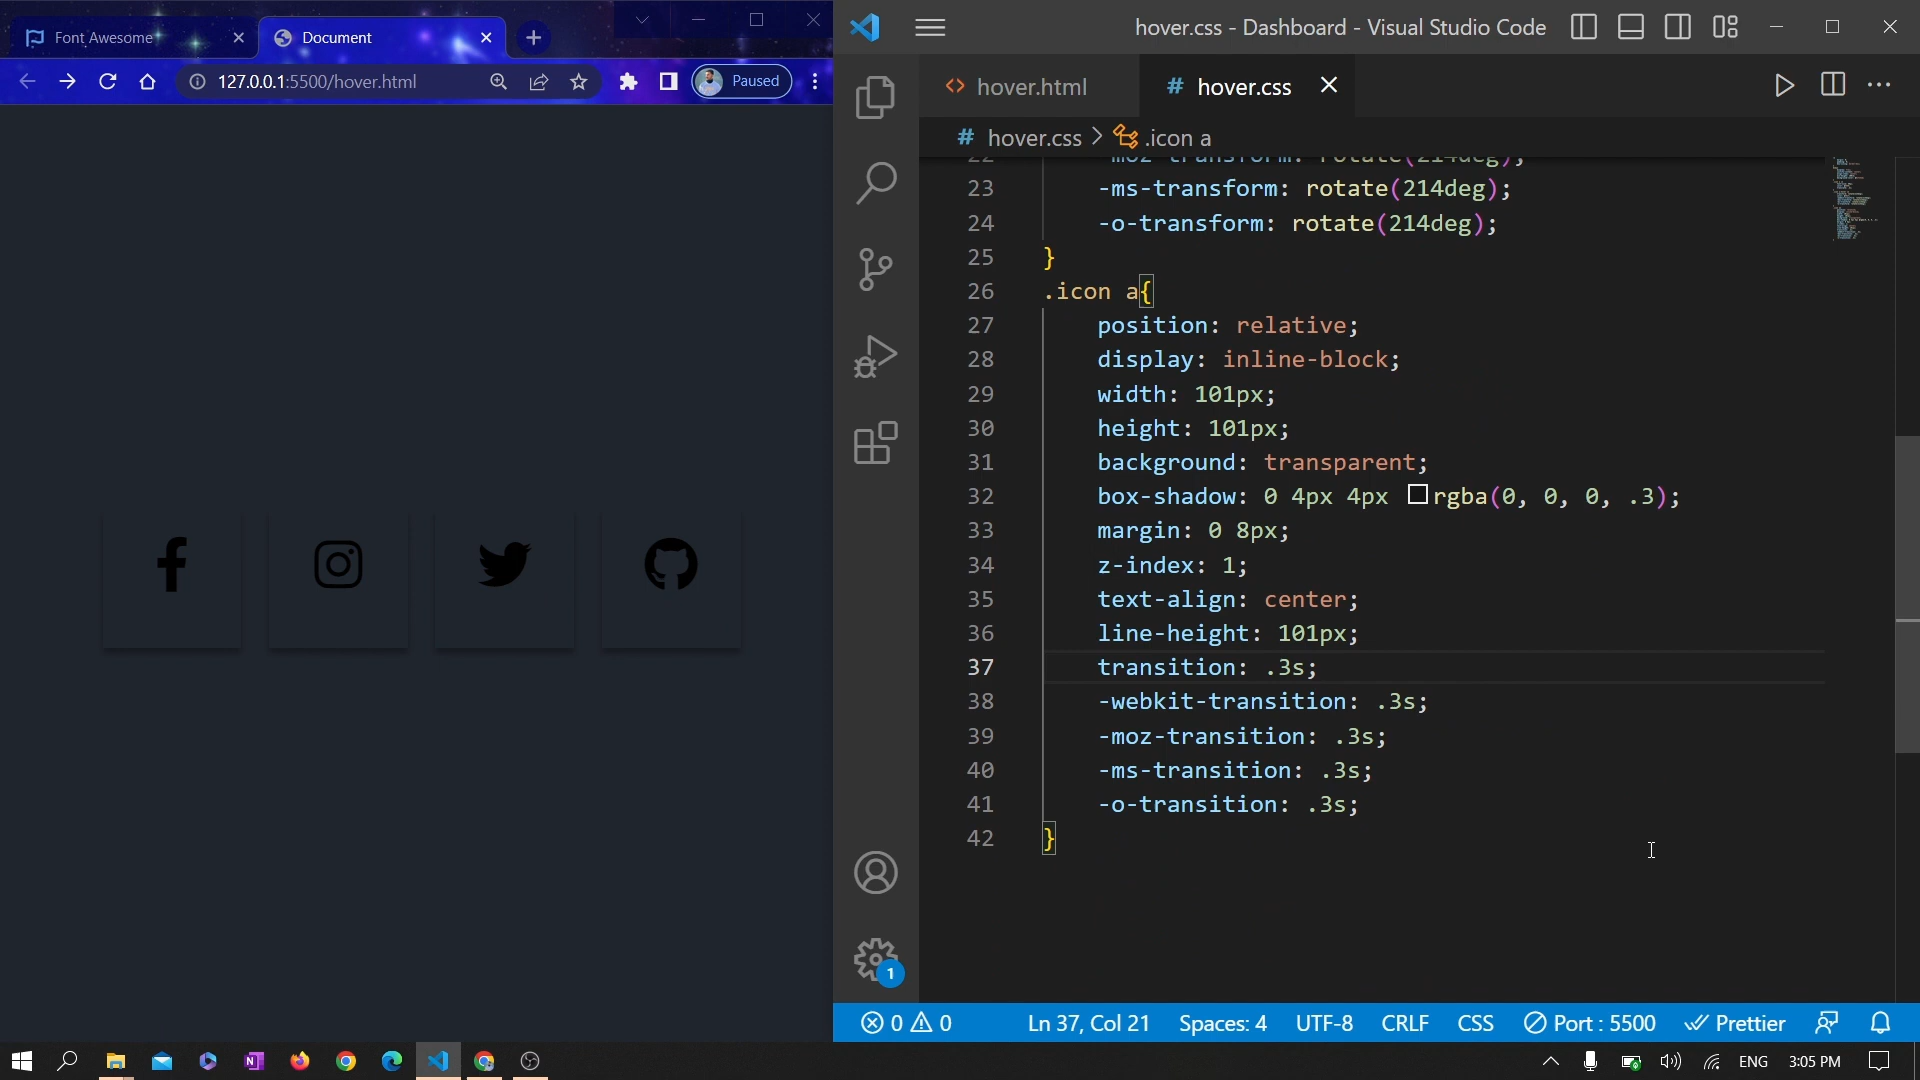 Font Awesome
Document
127.0.0.1:5500/hover.html
Paused
hover.css - Dashboard - Visual Studio Code
<> hover.html
# hover.css
# hover.css > .icon a
22 -moz-transform: rotate(214deg);
23 -ms-transform: rotate(214deg);
24 -o-transform: rotate(214deg);
25 }
26 .icon a{
27 position: relative;
28 display: inline-block;
29 width: 101px;
30 height: 101px;
31 background: transparent;
32 box-shadow: 0 4px 4px rgba(0, 0, 0, .3);
33 margin: 0 8px;
34 z-index: 1;
35 text-align: center;
36 line-height: 101px;
37 transition: .3s;
38 -webkit-transition: .3s;
39 -moz-transition: .3s;
40 -ms-transition: .3s;
41 -o-transition: .3s;
42 }
1
0 0 Ln 37, Col 21 Spaces: 4 UTF-8 CRLF CSS Port : 5500 Prettier
ENG 3:05 PM